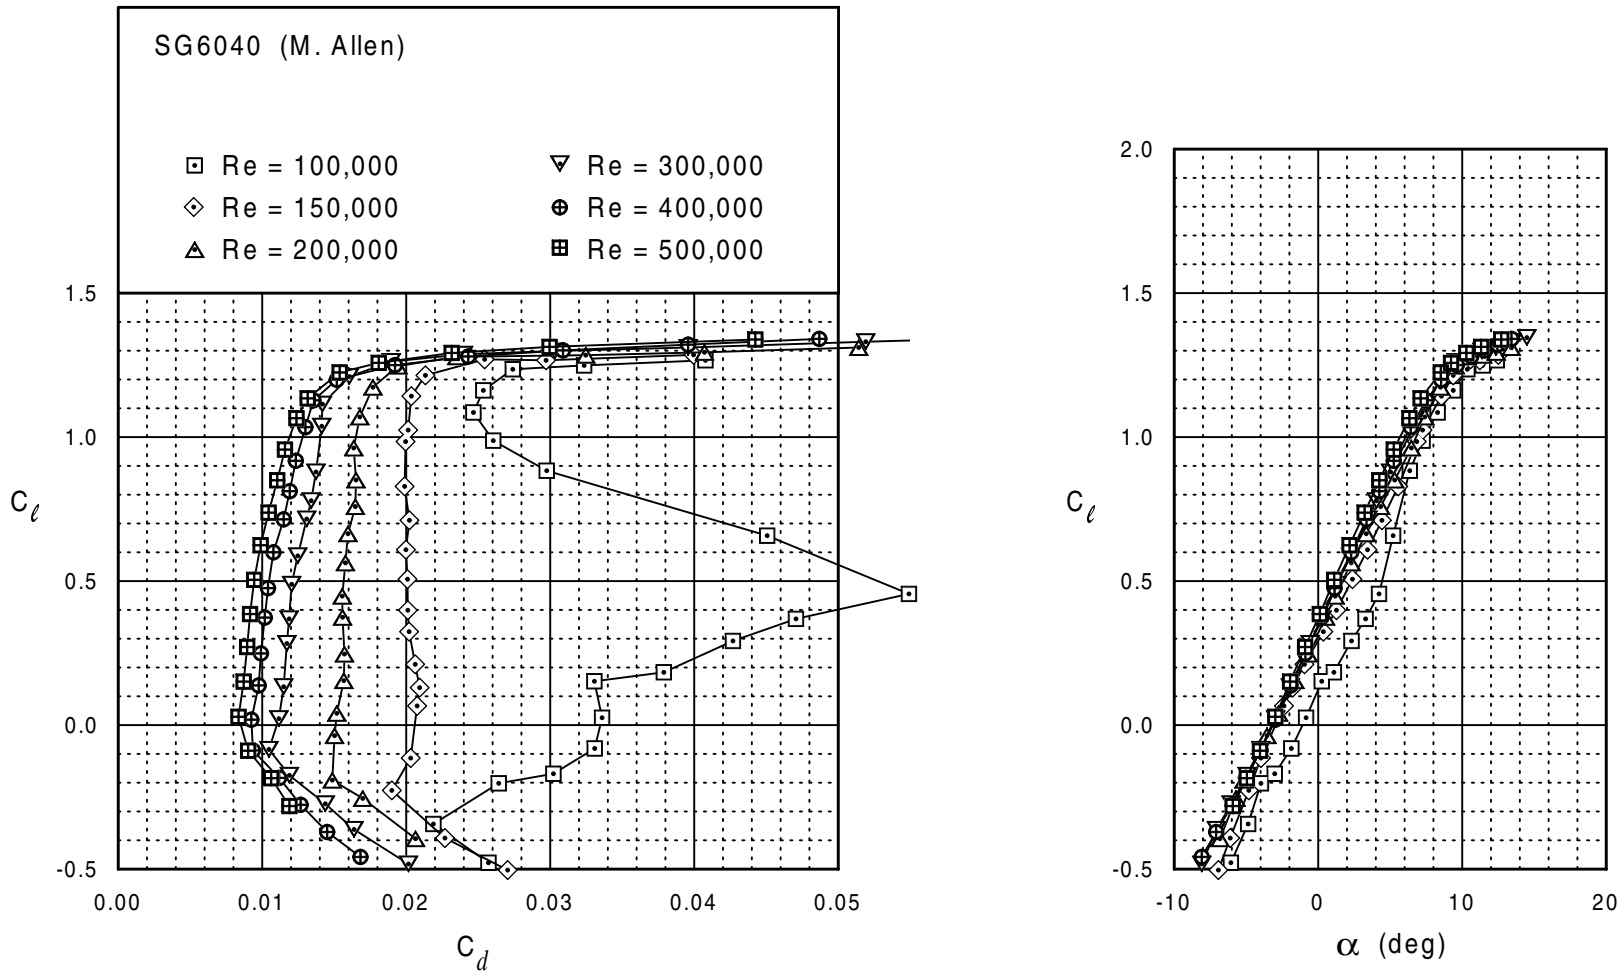 SG6040 (M. Allen)
Re = 100,000
Re = 150,000
Re = 200,000
Re = 300,000
Re = 400,000
Re = 500,000
1.5
1.0
0.5
0.0
-0.5
C_ℓ
0.00 0.01 0.02 0.03 0.04 0.05
C_d
2.0
1.5
1.0
0.5
0.0
-0.5
C_ℓ
-10 0 10 20
α (deg)